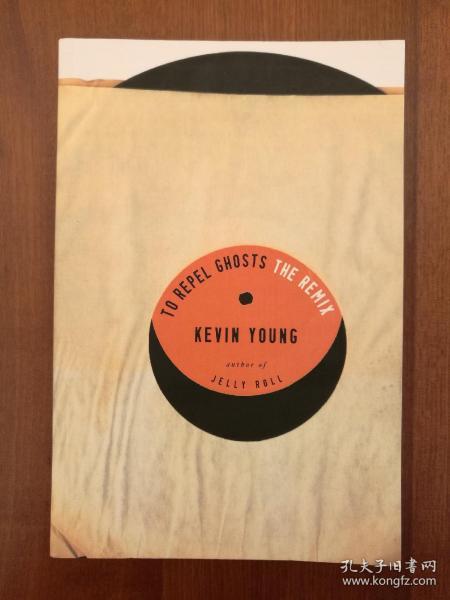 TO REPEL GHOSTS THE REMIX
KEVIN YOUNG
author of
JELLY ROLL
孔夫子旧书网
www.kongfz.com